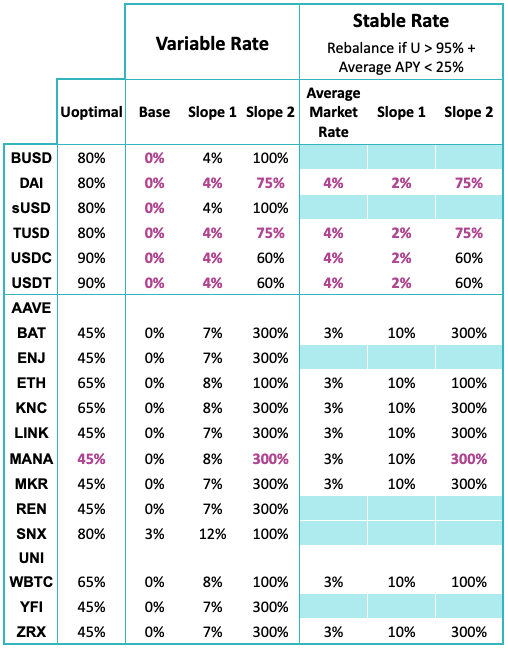 Variable Rate
Stable Rate
Rebalance if U > 95% +
Average APY < 25%
Uoptimal Base Slope 1 Slope 2 Average Market Rate Slope 1 Slope 2
BUSD 80% 0% 4% 100%
DAI 80% 0% 4% 75% 4% 2% 75%
sUSD 80% 0% 4% 100%
TUSD 80% 0% 4% 75% 4% 2% 75%
USDC 90% 0% 4% 60% 4% 2% 60%
USDT 90% 0% 4% 60% 4% 2% 60%
AAVE
BAT 45% 0% 7% 300% 3% 10% 300%
ENJ 45% 0% 7% 300%
ETH 65% 0% 8% 100% 3% 10% 100%
KNC 65% 0% 8% 300% 3% 10% 300%
LINK 45% 0% 7% 300% 3% 10% 300%
MANA 45% 0% 8% 300% 3% 10% 300%
MKR 45% 0% 7% 300% 3% 10% 300%
REN 45% 0% 7% 300%
SNX 80% 3% 12% 100%
UNI
WBTC 65% 0% 8% 100% 3% 10% 100%
YFI 45% 0% 7% 300%
ZRX 45% 0% 7% 300% 3% 10% 300%